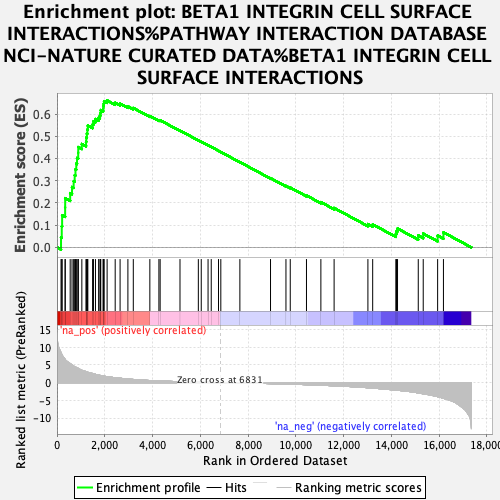 Enrichment plot: BETA1 INTEGRIN CELL SURFACE
INTERACTIONS%PATHWAY INTERACTION DATABASE
NCI-NATURE CURATED DATA%BETA1 INTEGRIN CELL
SURFACE INTERACTIONS
Enrichment score (ES)
0.6
0.5
0.4
0.3
0.2
0.1
0.0
'na_pos' (positively correlated)
Ranked list metric (PreRanked)
15
10
5
0
-5
-10
Zero cross at 6831
'na_neg' (negatively correlated)
0 2,000 4,000 6,000 8,000 10,000 12,000 14,000 16,000 18,000
Rank in Ordered Dataset
Enrichment profile Hits Ranking metric scores